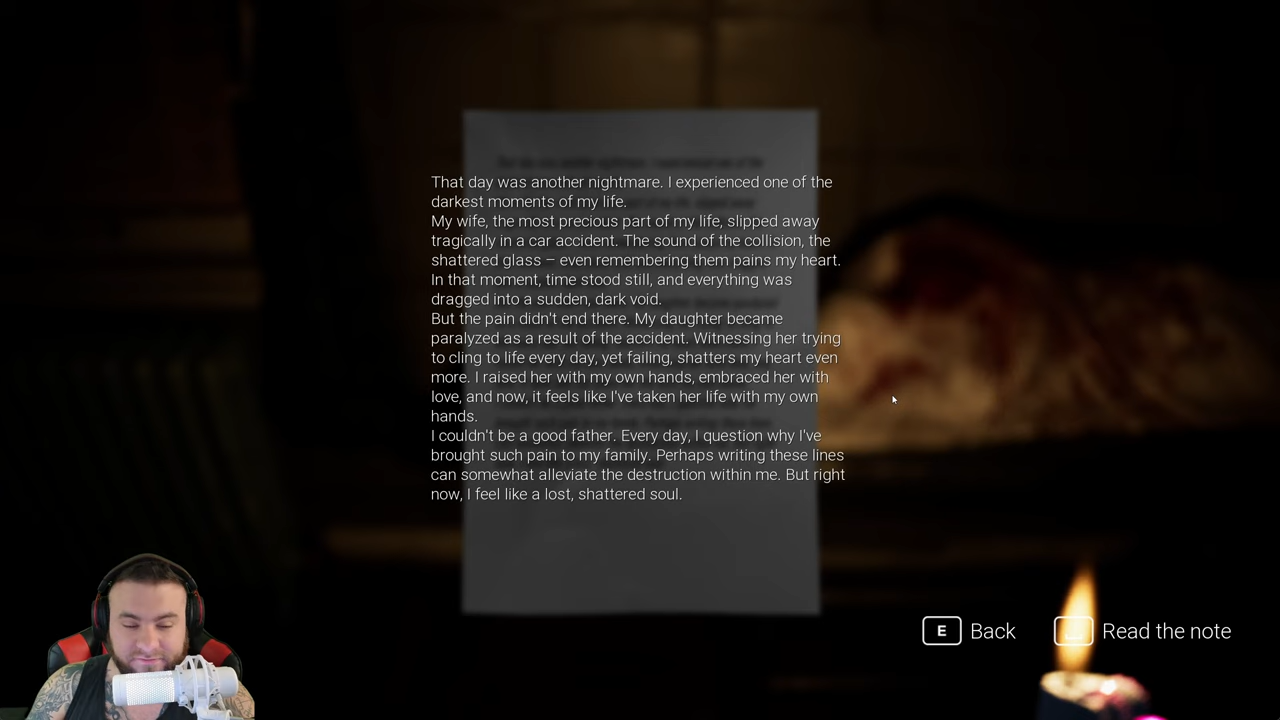 That day was another nightmare. I experienced one of the
darkest moments of my life.
My wife, the most precious part of my life, slipped away
tragically in a car accident. The sound of the collision, the
shattered glass – even remembering them pains my heart.
In that moment, time stood still, and everything was
dragged into a sudden, dark void.
But the pain didn't end there. My daughter became
paralyzed as a result of the accident. Witnessing her trying
to cling to life every day, yet failing, shatters my heart even
more. I raised her with my own hands, embraced her with
love, and now, it feels like I've taken her life with my own
hands.
I couldn't be a good father. Every day, I question why I've
brought such pain to my family. Perhaps writing these lines
can somewhat alleviate the destruction within me. But right
now, I feel like a lost, shattered soul.
E Back Read the note